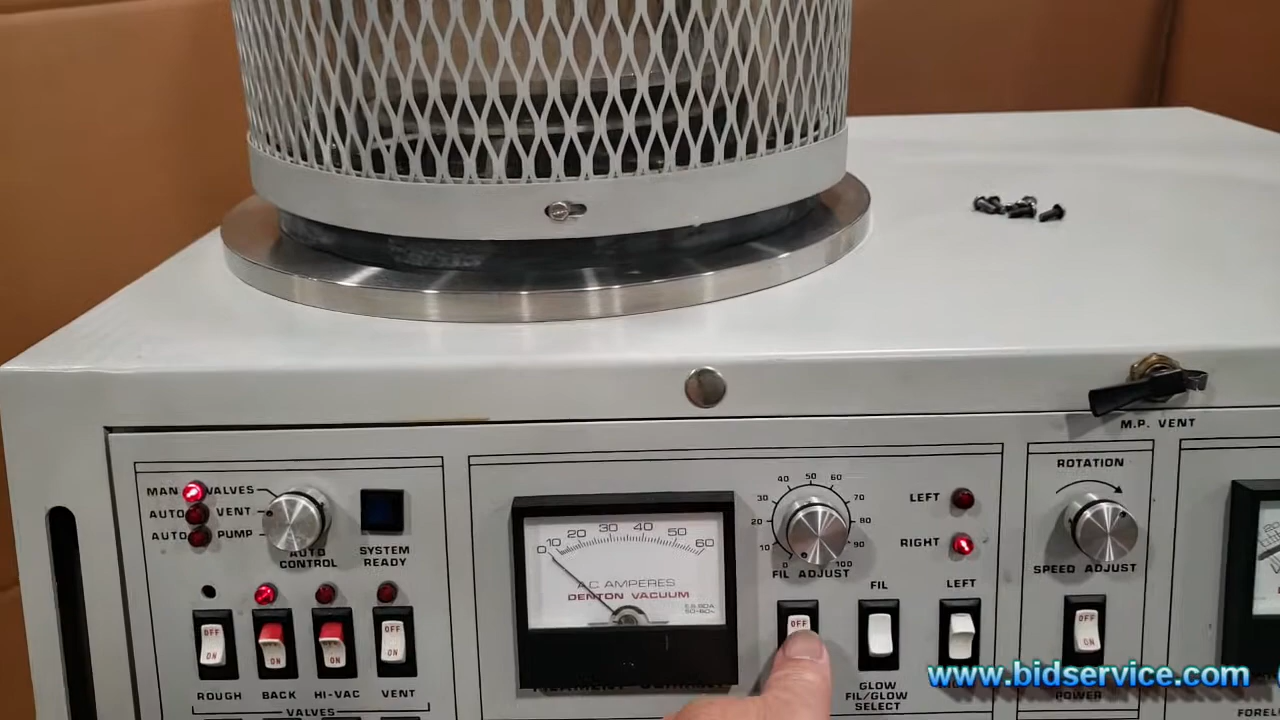 M.P. VENT
MAN VALVES
AUTO VENT
AUTO PUMP
AUTO
CONTROL
SYSTEM
READY
OFF
ON
ON
ON
OFF
ON
ROUGH BACK HI-VAC VENT
VALVES
0 10 20 30 40 50 60
A.C. AMPERES
DENTON VACUUM
0 10 20 30 40 50 60 70 80 90 100
FIL ADJUST
OFF
FIL
GLOW
FIL/GLOW
SELECT
LEFT
RIGHT
LEFT
ROTATION
SPEED ADJUST
OFF
ON
POWER
www.bidservice.com